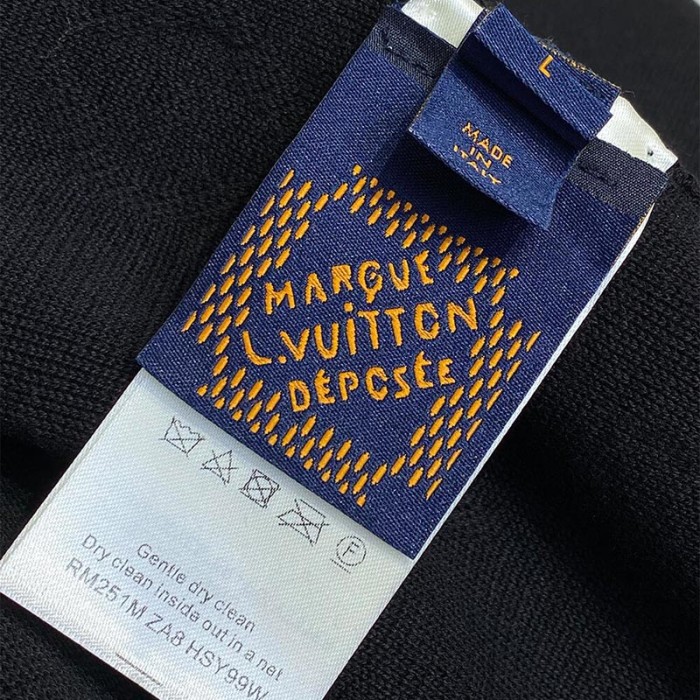 L
MADE
IN
ITALY
MARQUE
L.VUiTTON
DÉPOSÉE
F
Gentle dry clean
Dry clean inside out in a net
RM251M ZA8 HSY99W